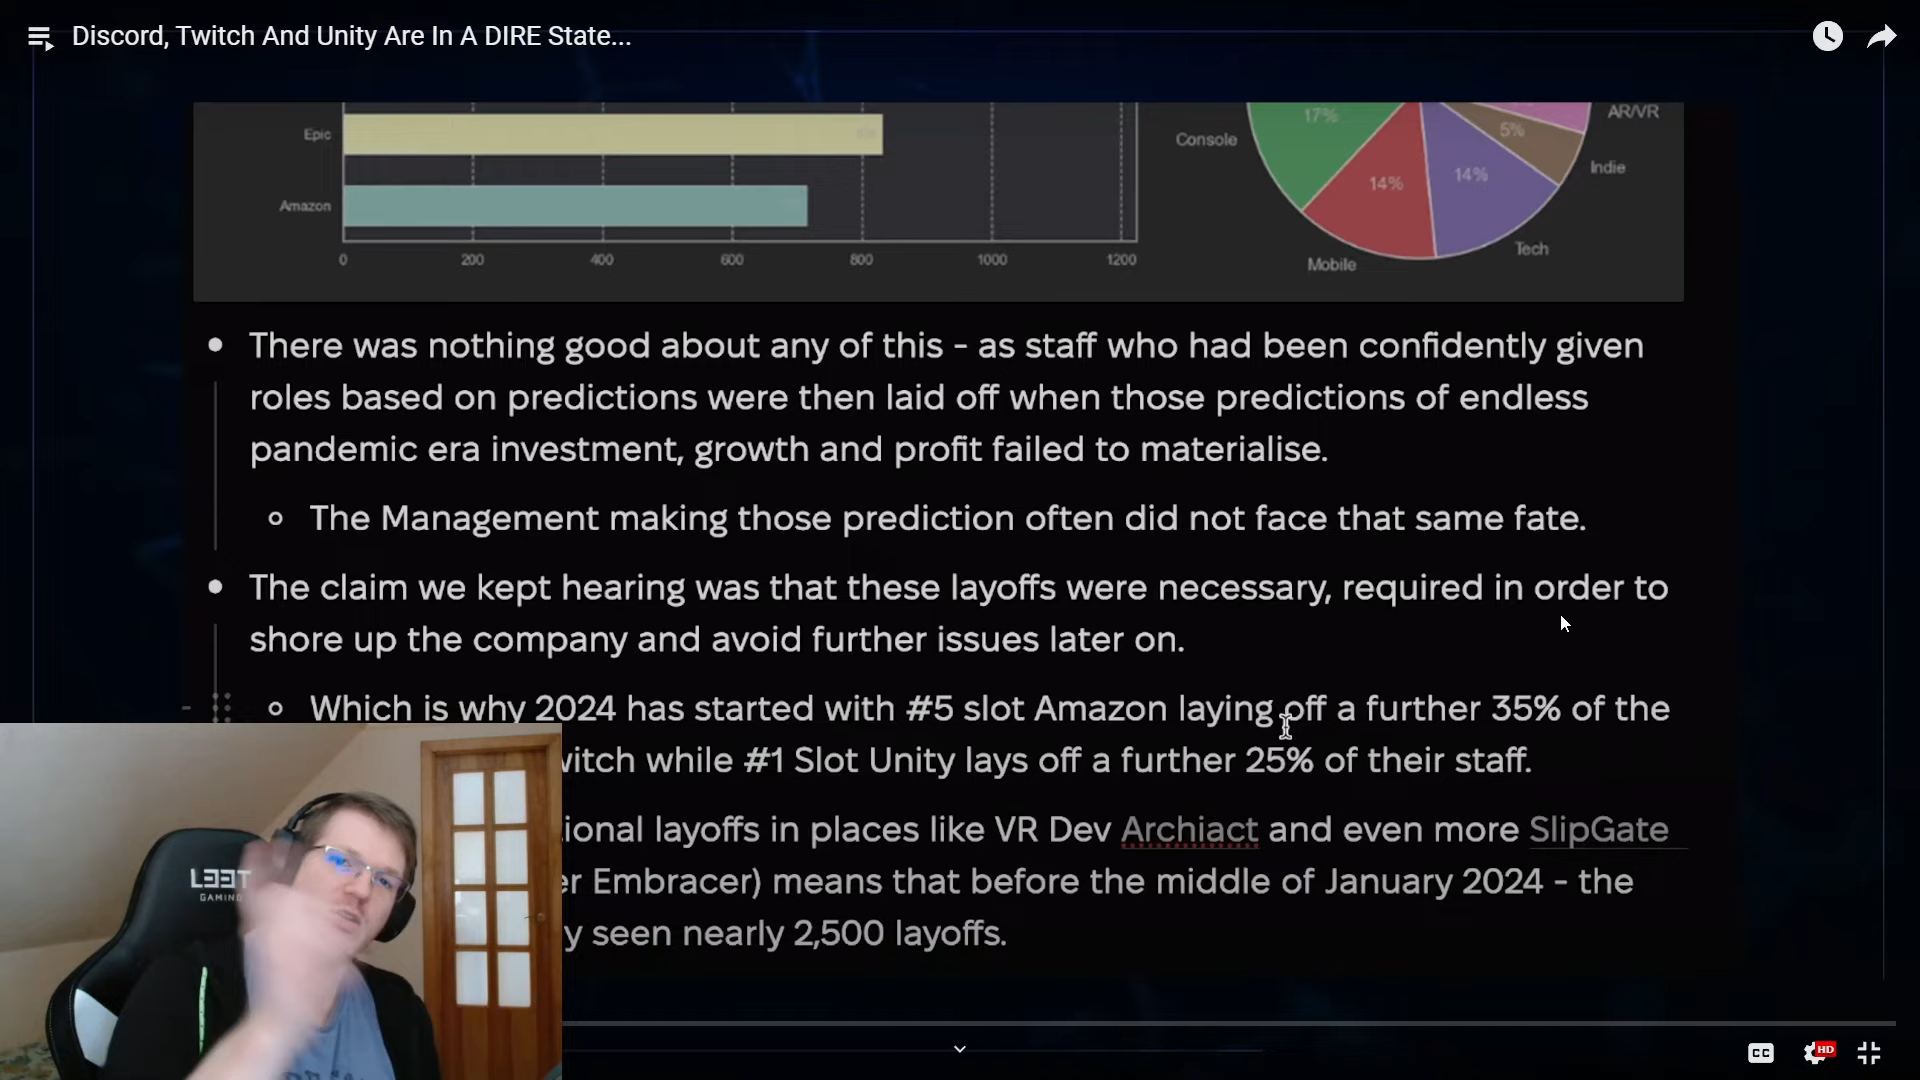 Discord, Twitch And Unity Are In A DIRE State...
Epic
Amazon
0 200 400 600 800 1000 1200
17%
14%
14%
5%
AR/VR
Console
Indie
Tech
Mobile
There was nothing good about any of this - as staff who had been confidently given
roles based on predictions were then laid off when those predictions of endless
pandemic era investment, growth and profit failed to materialise.
The Management making those prediction often did not face that same fate.
The claim we kept hearing was that these layoffs were necessary, required in order to
shore up the company and avoid further issues later on.
Which is why 2024 has started with #5 slot Amazon laying off a further 35% of the
witch while #1 Slot Unity lays off a further 25% of their staff.
tional layoffs in places like VR Dev Archiact and even more SlipGate
er Embracer) means that before the middle of January 2024 - the
y seen nearly 2,500 layoffs.
L33T
GAMING
CC
HD